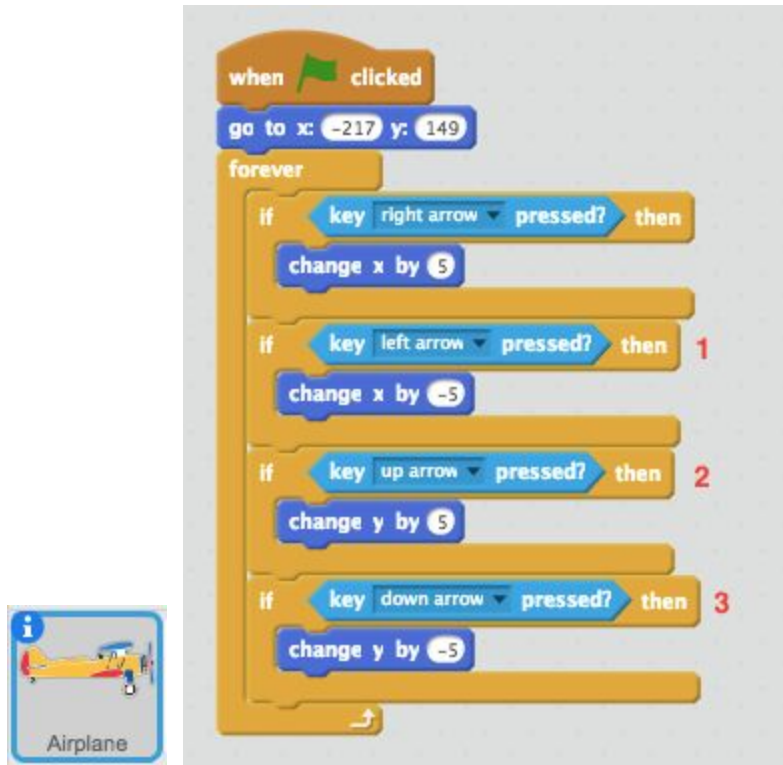 when clicked
go to x: -217 y: 149
forever
if key right arrow pressed? then
change x by 5
if key left arrow pressed? then 1
change x by -5
if key up arrow pressed? then 2
change y by 5
if key down arrow pressed? then 3
change y by -5
i
Airplane